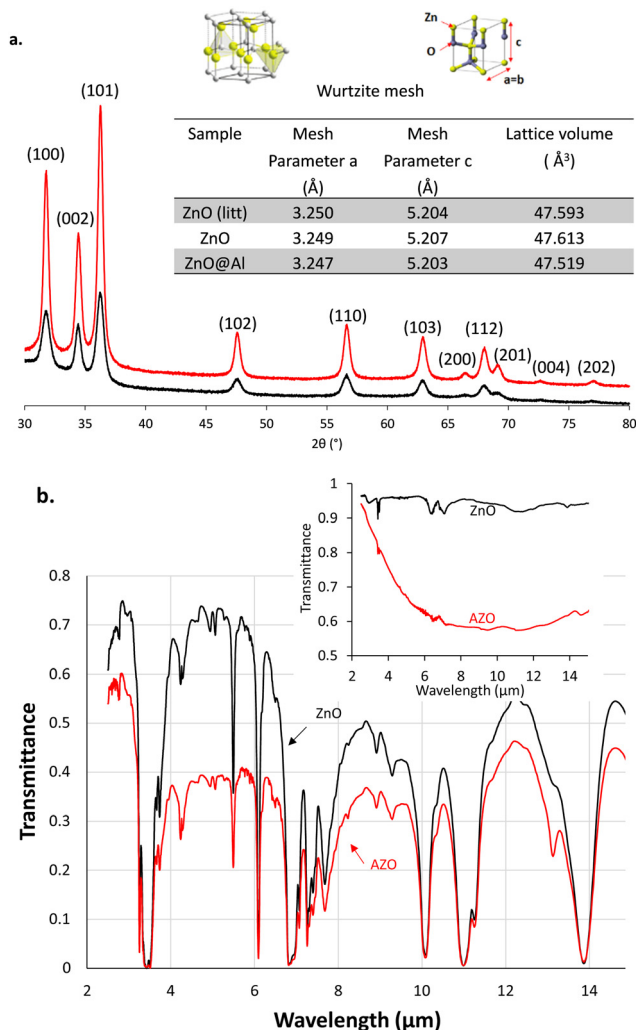 a.
Zn
O
c
a=b
Wurtzite mesh
Sample Mesh Parameter a (Å) Mesh Parameter c (Å) Lattice volume ( Å³)
ZnO (litt) 3.250 5.204 47.593
ZnO 3.249 5.207 47.613
ZnO@Al 3.247 5.203 47.519
(100)
(002)
(101)
(102)
(110)
(103)
(200)
(112)
(201)
(004)
(202)
30 35 40 45 50 55 60 65 70 75 80
2θ (°)
b.
Transmittance
1
0.9
0.8
0.7
0.6
0.5
ZnO
AZO
2 4 6 8 10 12 14
Wavelength (µm)
Transmittance
0.8
0.7
0.6
0.5
0.4
0.3
0.2
0.1
0
ZnO
AZO
2 4 6 8 10 12 14
Wavelength (µm)